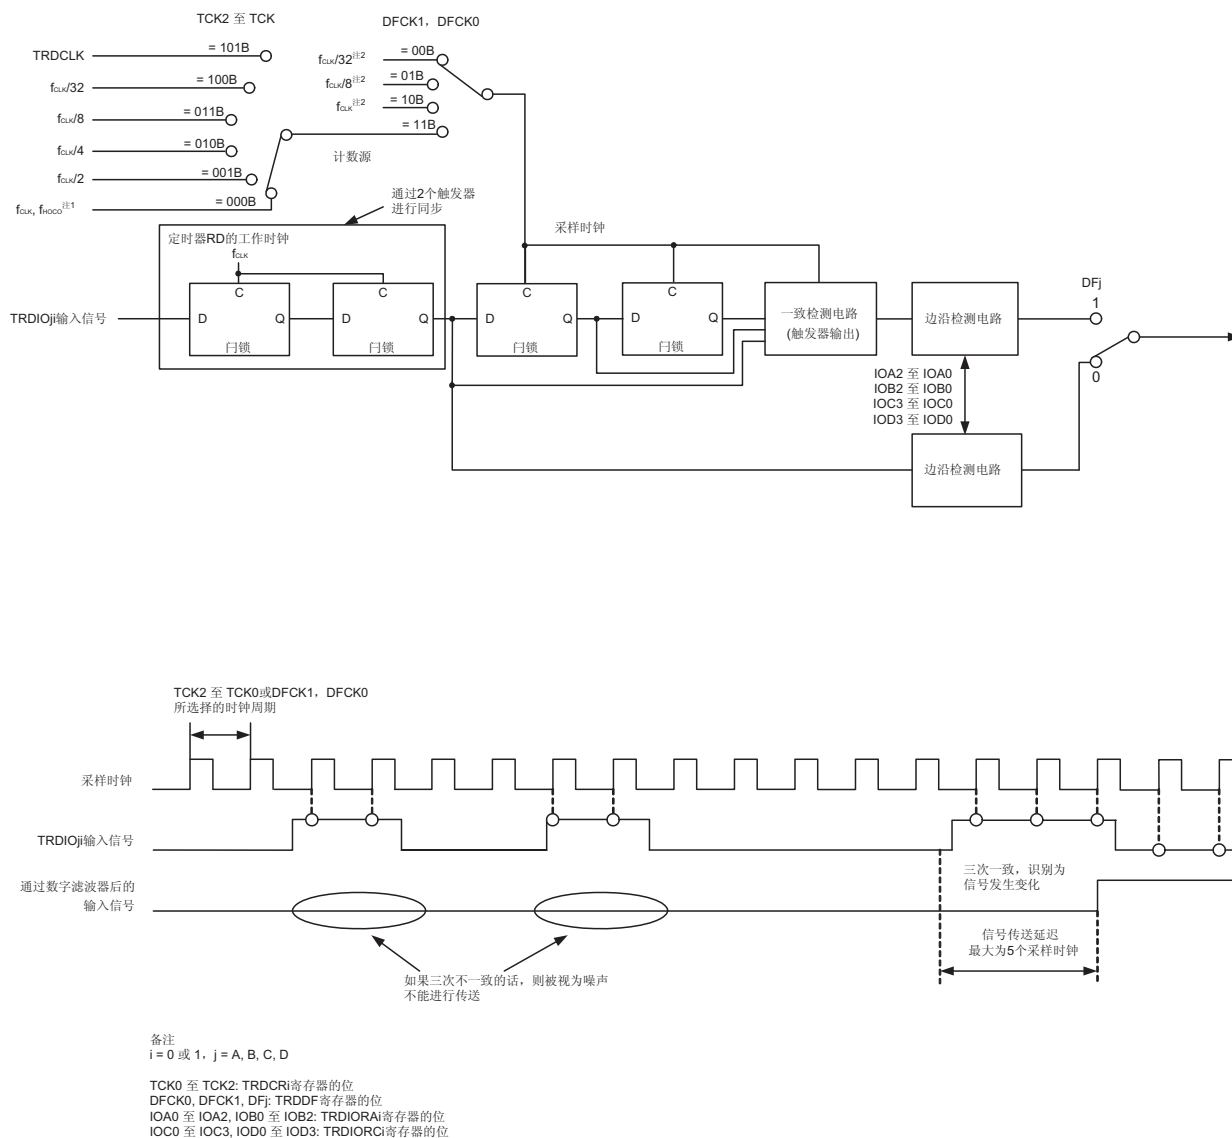 TCK2 至 TCK
DFCK1，DFCK0
TRDCLK
= 101B
fCLK/32
= 100B
fCLK/8
= 011B
fCLK/4
= 010B
fCLK/2
= 001B
fCLK, fHOCO注1
= 000B
fCLK/32注2
= 00B
fCLK/8注2
= 01B
fCLK注2
= 10B
= 11B
计数源
通过2个触发器
进行同步
采样时钟
定时器RD的工作时钟
fCLK
TRDIOji输入信号
C
D
Q
闩锁
C
D
Q
闩锁
C
D
Q
闩锁
C
D
Q
闩锁
一致检测电路
(触发器输出)
边沿检测电路
DFj
1
0
IOA2 至 IOA0
IOB2 至 IOB0
IOC3 至 IOC0
IOD3 至 IOD0
边沿检测电路
TCK2 至 TCK0或DFCK1，DFCK0
所选择的时钟周期
采样时钟
TRDIOji输入信号
三次一致，识别为
信号发生变化
通过数字滤波器后的
输入信号
信号传送延迟
最大为5个采样时钟
如果三次不一致的话，则被视为噪声
不能进行传送
备注
i = 0 或 1，j = A, B, C, D
TCK0 至 TCK2: TRDCRi寄存器的位
DFCK0, DFCK1, DFj: TRDDF寄存器的位
IOA0 至 IOA2, IOB0 至 IOB2: TRDIORAi寄存器的位
IOC0 至 IOC3, IOD0 至 IOD3: TRDIORCi寄存器的位